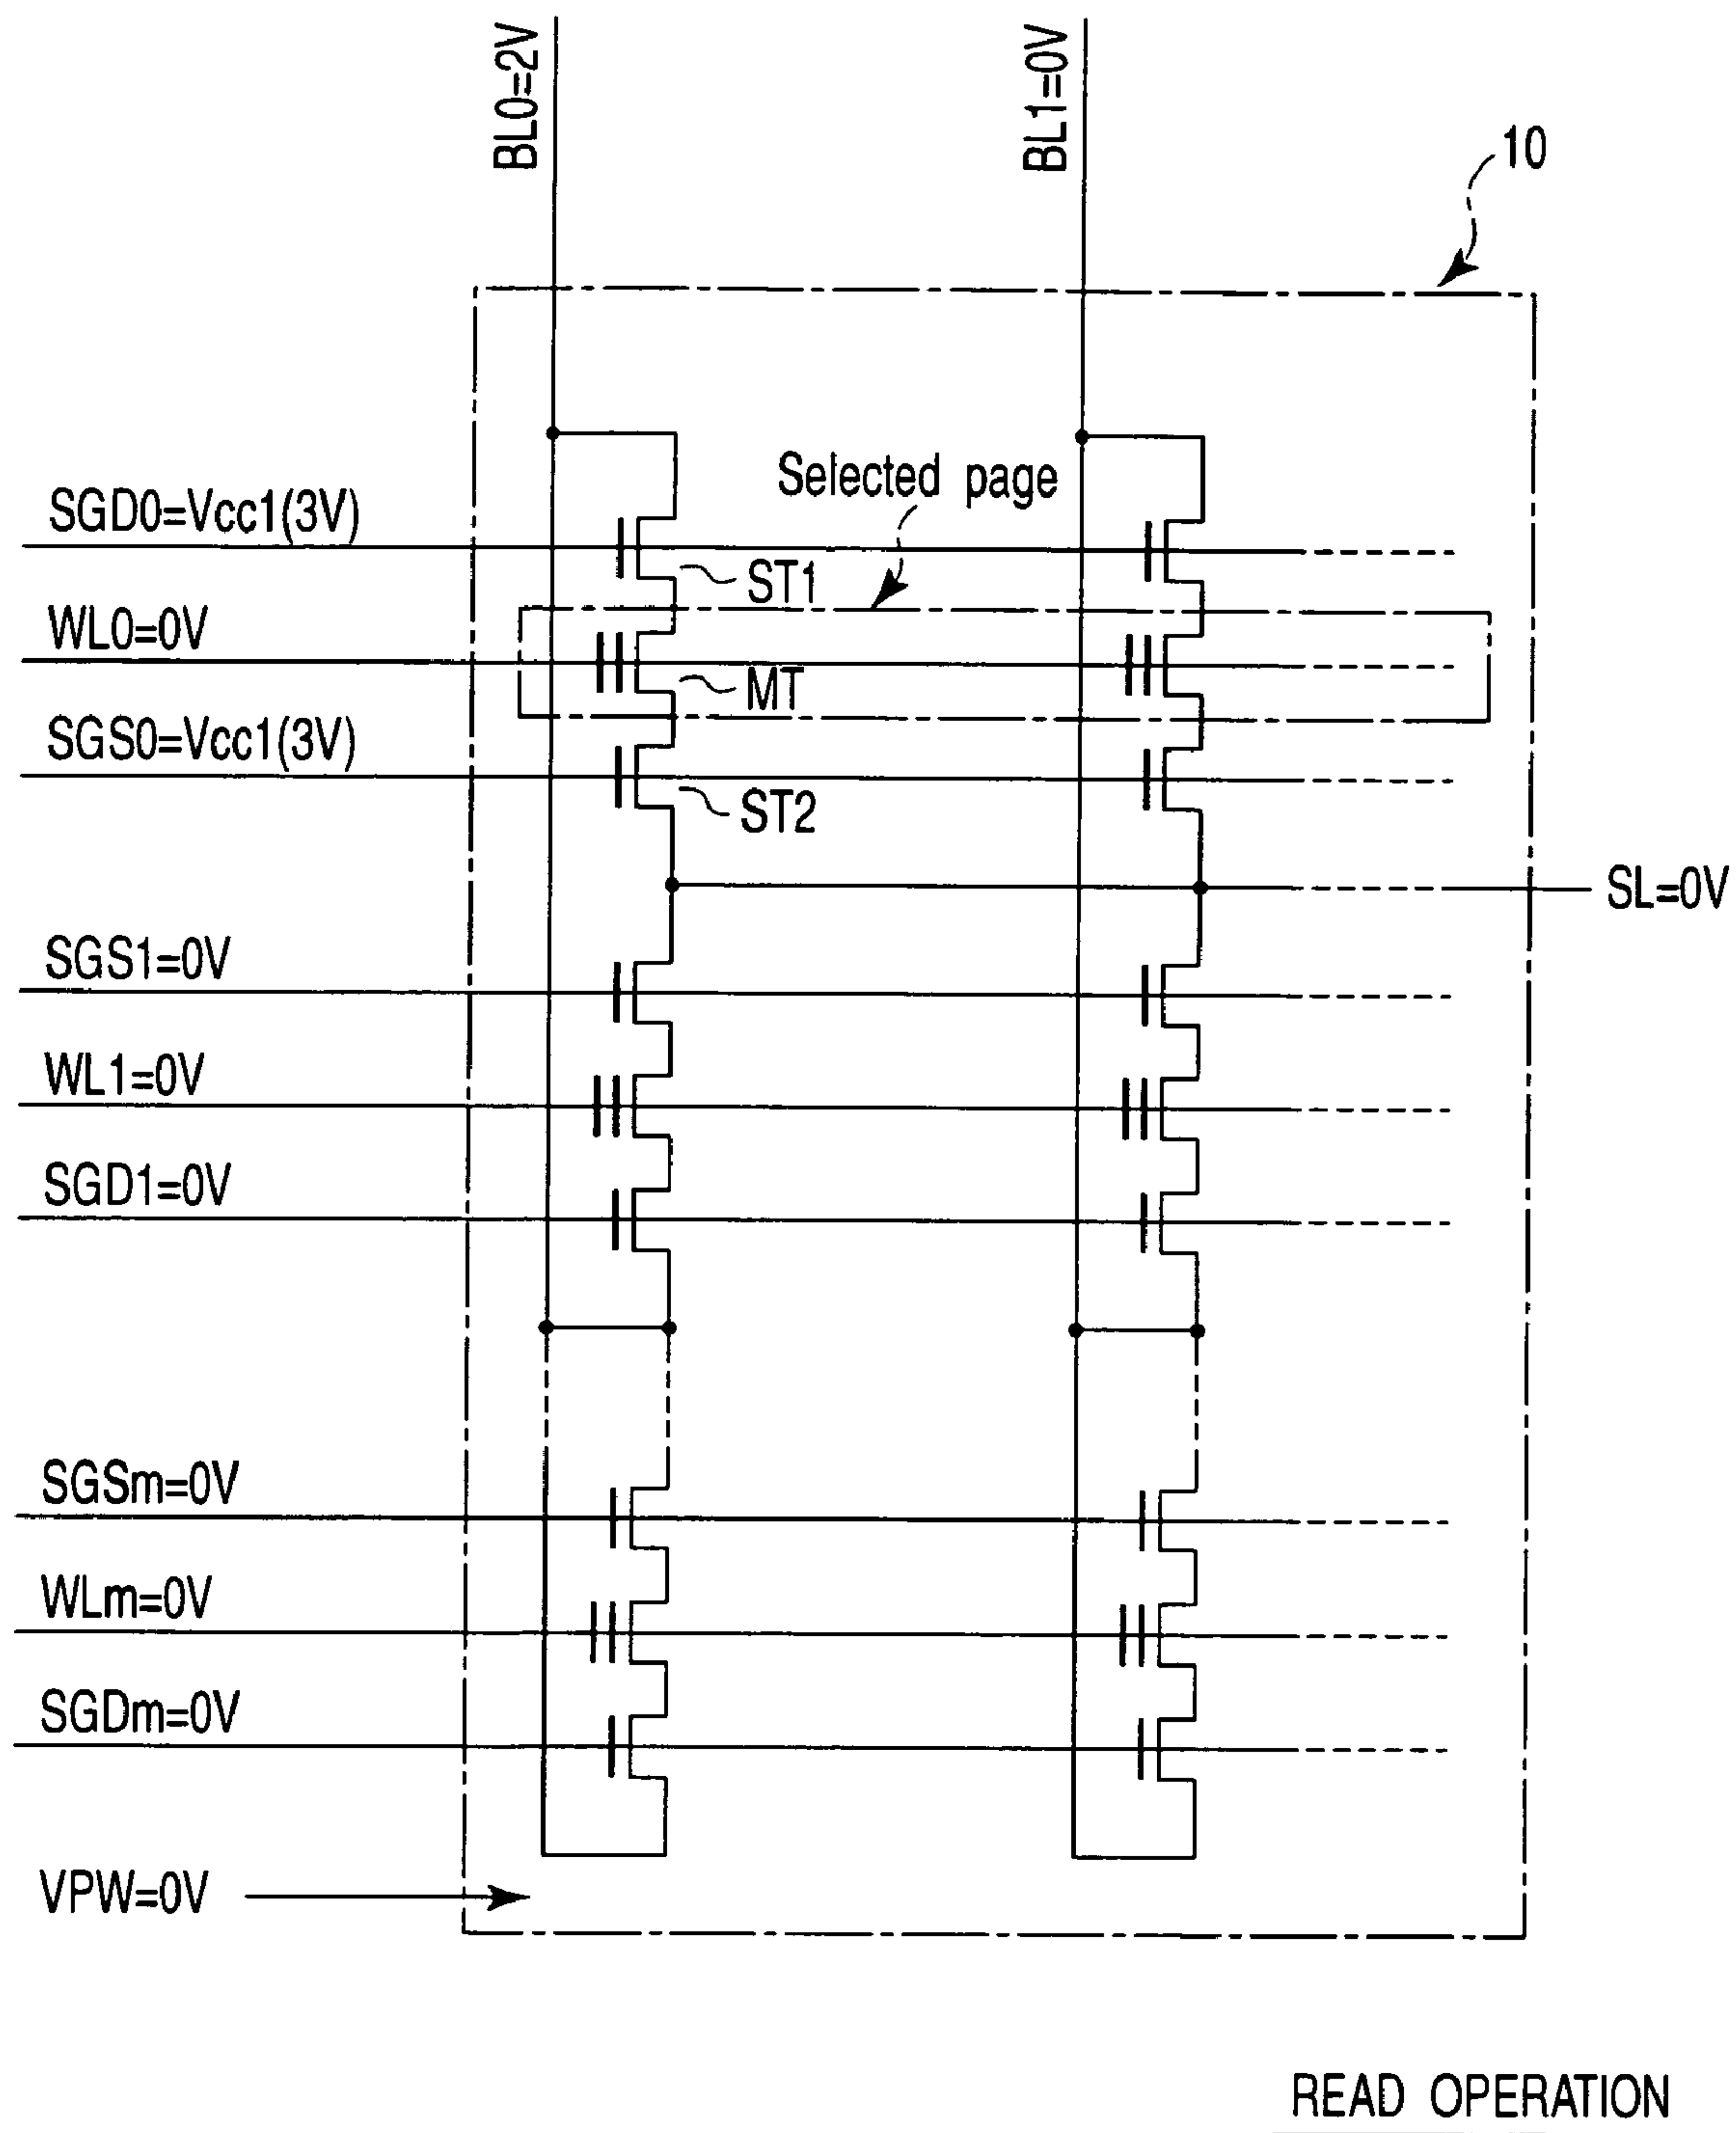 BL0=2V
BL1=0V
10
Selected page
SGD0=Vcc1(3V)
ST1
WL0=0V
MT
SGS0=Vcc1(3V)
ST2
SL=0V
SGS1=0V
WL1=0V
SGD1=0V
SGSm=0V
WLm=0V
SGDm=0V
VPW=0V
READ OPERATION